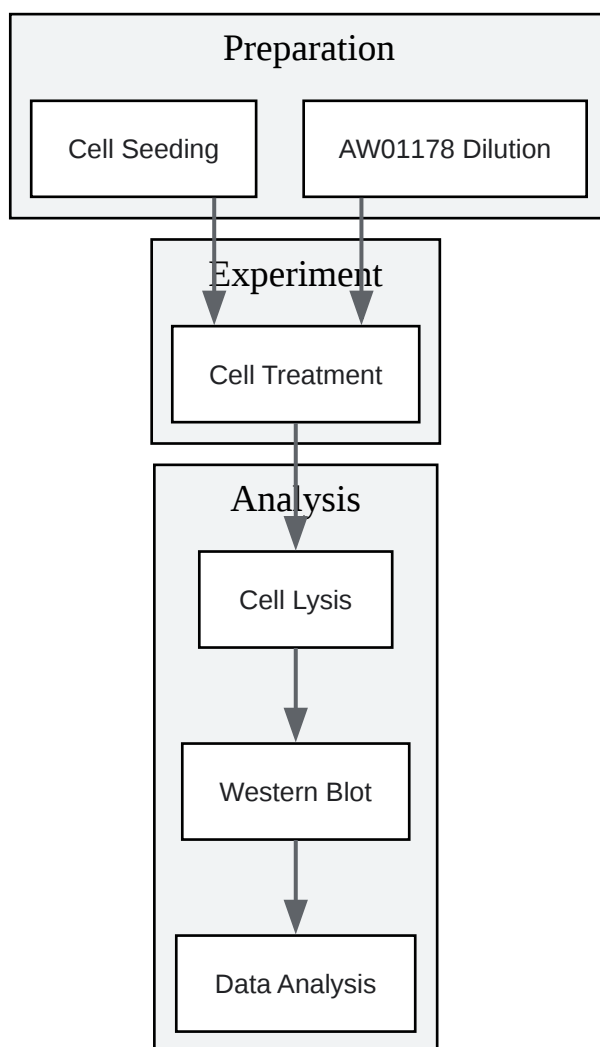 Preparation
Cell Seeding
AW01178 Dilution
Experiment
Cell Treatment
Analysis
Cell Lysis
Western Blot
Data Analysis